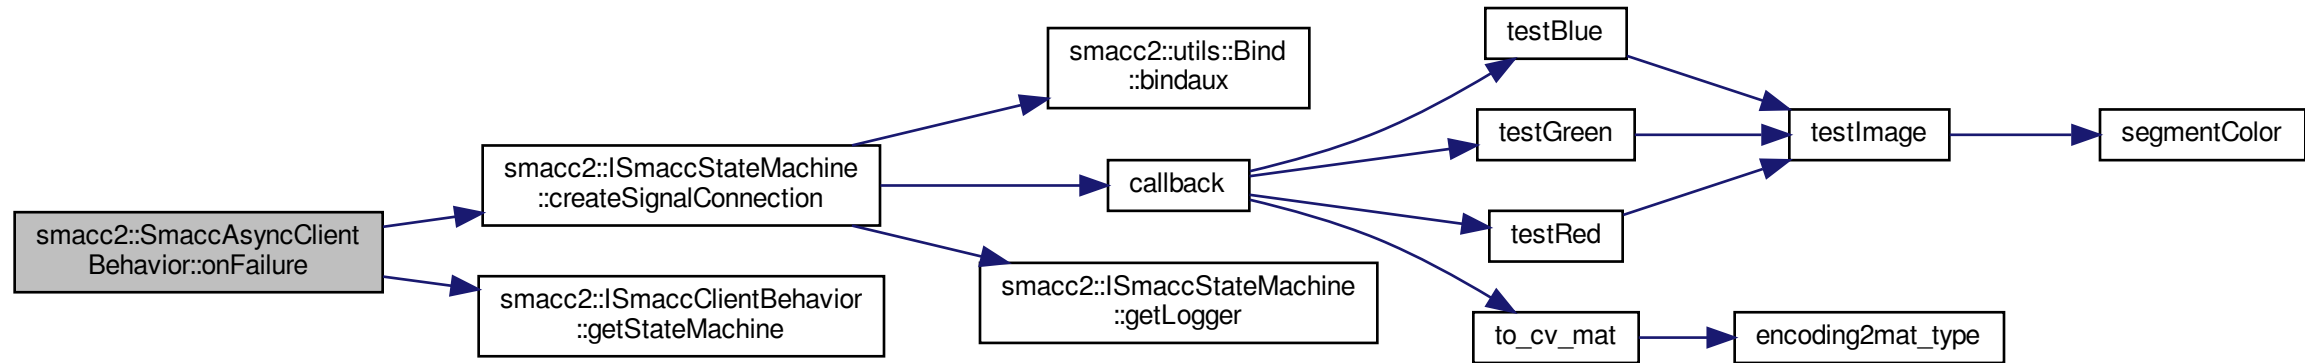 smacc2::SmaccAsyncClient
Behavior::onFailure
smacc2::ISmaccStateMachine
::createSignalConnection
smacc2::ISmaccClientBehavior
::getStateMachine
smacc2::utils::Bind
::bindaux
callback
smacc2::ISmaccStateMachine
::getLogger
testBlue
testGreen
testRed
to_cv_mat
testImage
encoding2mat_type
segmentColor